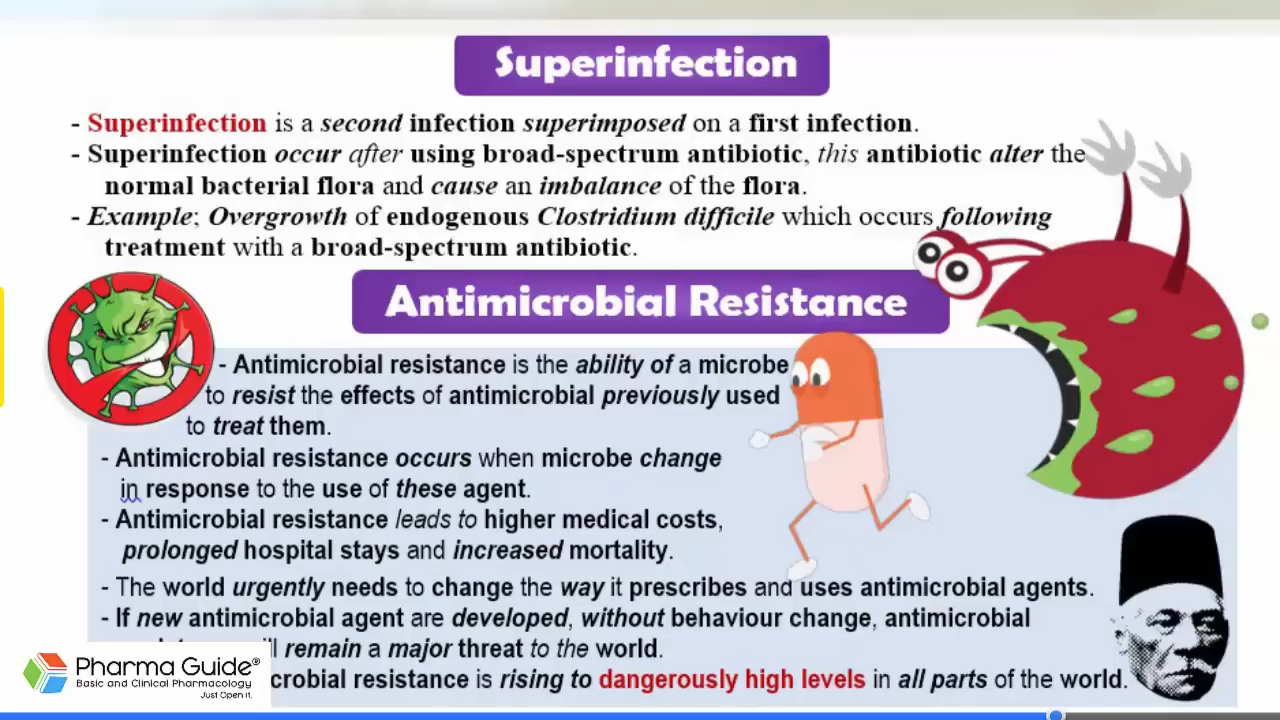 Superinfection
- Superinfection is a second infection superimposed on a first infection.
- Superinfection occur after using broad-spectrum antibiotic, this antibiotic alter the
normal bacterial flora and cause an imbalance of the flora.
- Example; Overgrowth of endogenous Clostridium difficile which occurs following
treatment with a broad-spectrum antibiotic.
Antimicrobial Resistance
- Antimicrobial resistance is the ability of a microbe
to resist the effects of antimicrobial previously used
to treat them.
- Antimicrobial resistance occurs when microbe change
in response to the use of these agent.
- Antimicrobial resistance leads to higher medical costs,
prolonged hospital stays and increased mortality.
- The world urgently needs to change the way it prescribes and uses antimicrobial agents.
- If new antimicrobial agent are developed, without behaviour change, antimicrobial
remain a major threat to the world.
resistance is rising to dangerously high levels in all parts of the world.
Pharma Guide®
Basic and Clinical Pharmacology
Just Open it.